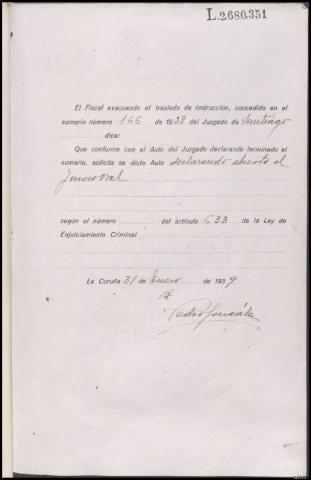 L.2680.351
El Fiscal evacuando el traslado de instrucción, concedido en el
sumario número 166 de 1938 del Juzgado de Santiago
dice:
Que conforme con el Auto del Juzgado declarando terminado el
sumario, solicita se dicte Auto declarando abierto el
Juicio oral
según el número del artículo 633 de la Ley de
Enjuiciamiento Criminal
La Coruña 31 de Enero de 1939
Pedro González